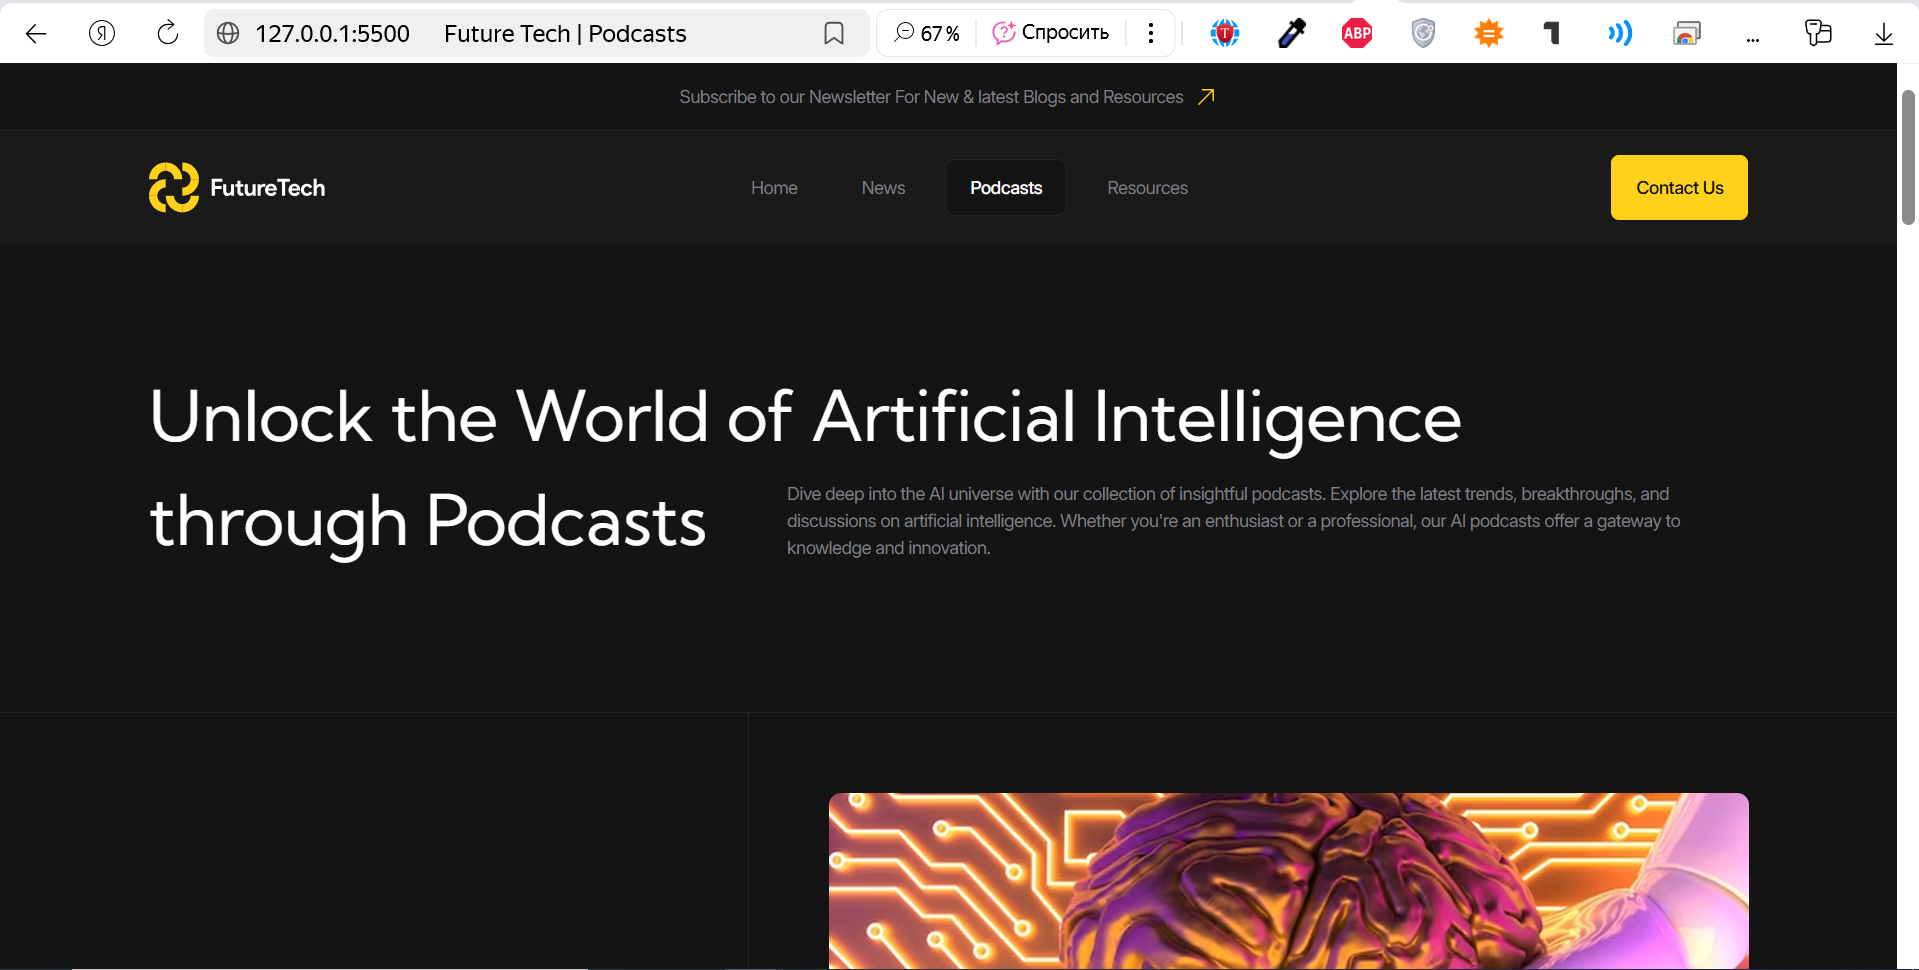 Я 127.0.0.1:5500 Future Tech | Podcasts 67 % Спросить T ABP ...
Subscribe to our Newsletter For New & latest Blogs and Resources
FutureTech Home News Podcasts Resources Contact Us
Unlock the World of Artificial Intelligence
through Podcasts
Dive deep into the AI universe with our collection of insightful podcasts. Explore the latest trends, breakthroughs, and
discussions on artificial intelligence. Whether you're an enthusiast or a professional, our AI podcasts offer a gateway to
knowledge and innovation.